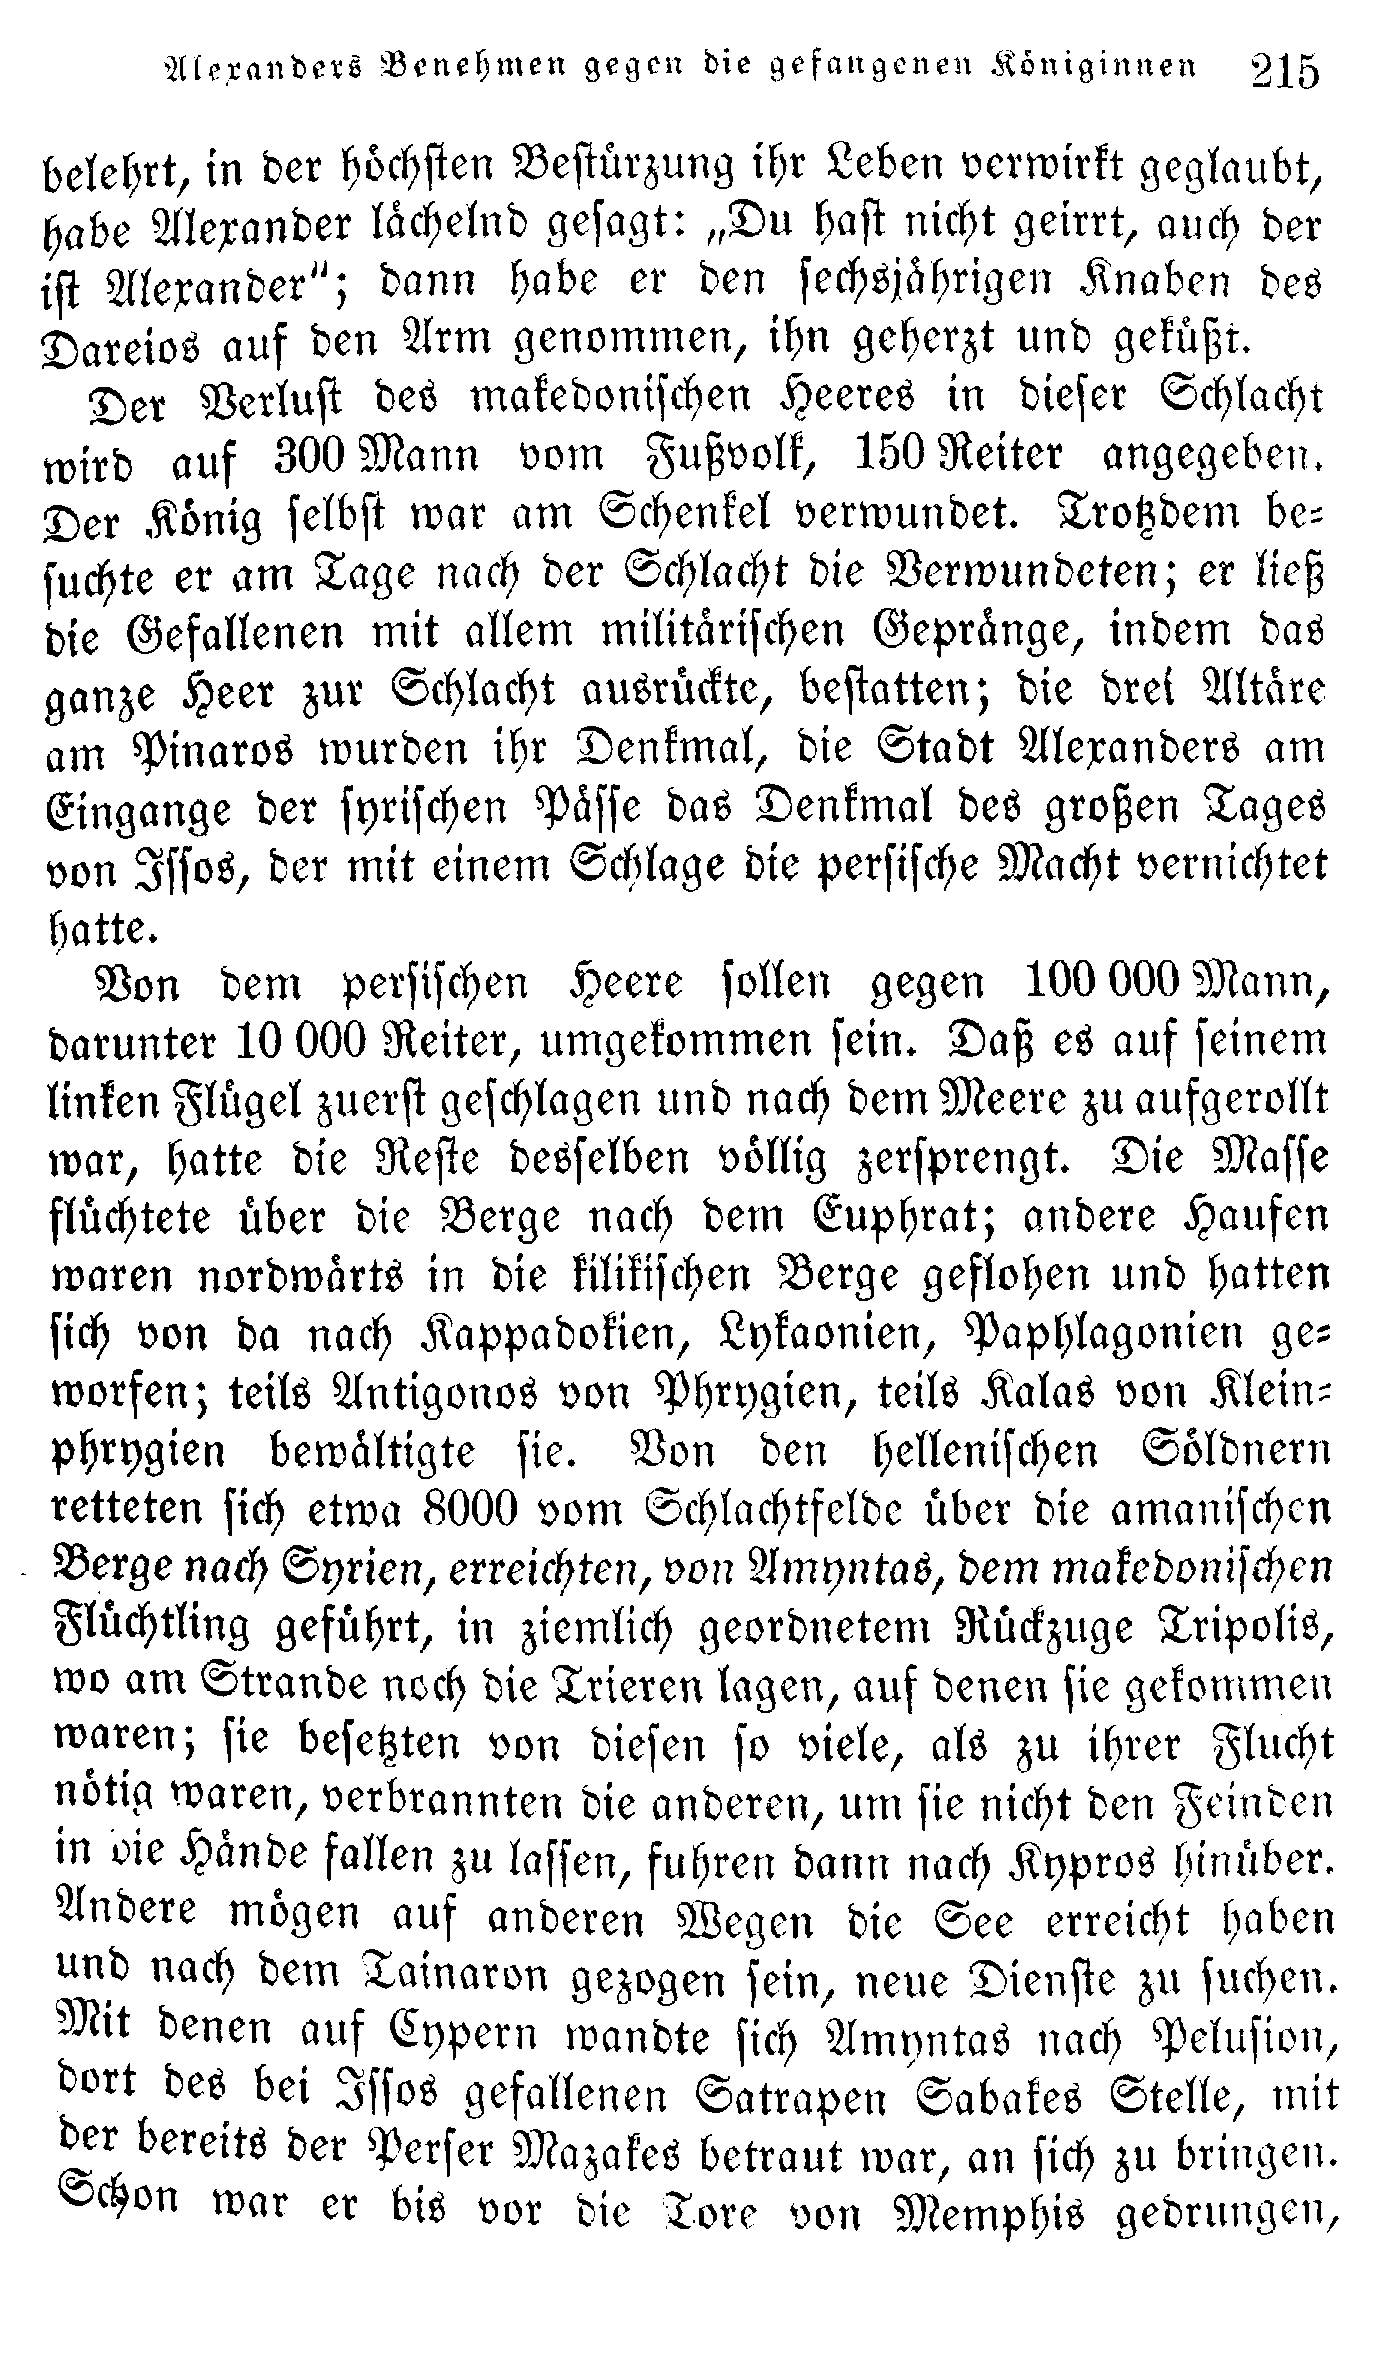 Alexanders Benehmen gegen die gefangenen Königinnen 215
belehrt, in der höchsten Bestürzung ihr Leben verwirkt geglaubt,
habe Alexander lächelnd gesagt: „Du hast nicht geirrt, auch der
ist Alexander“; dann habe er den sechsjährigen Knaben des
Dareios auf den Arm genommen, ihn geherzt und geküßt.
Der Verlust des makedonischen Heeres in dieser Schlacht
wird auf 300 Mann vom Fußvolk, 150 Reiter angegeben.
Der König selbst war am Schenkel verwundet. Trotzdem be-
suchte er am Tage nach der Schlacht die Verwundeten; er ließ
die Gefallenen mit allem militärischen Gepränge, indem das
ganze Heer zur Schlacht ausrückte, bestatten; die drei Altäre
am Pinaros wurden ihr Denkmal, die Stadt Alexanders am
Eingange der syrischen Pässe das Denkmal des großen Tages
von Issos, der mit einem Schlage die persische Macht vernichtet
hatte.
Von dem persischen Heere sollen gegen 100 000 Mann,
darunter 10 000 Reiter, umgekommen sein. Daß es auf seinem
linken Flügel zuerst geschlagen und nach dem Meere zu aufgerollt
war, hatte die Reste desselben völlig zersprengt. Die Masse
flüchtete über die Berge nach dem Euphrat; andere Haufen
waren nordwärts in die kilikischen Berge geflohen und hatten
sich von da nach Kappadokien, Lykaonien, Paphlagonien ge-
worfen; teils Antigonos von Phrygien, teils Kalas von Klein-
phrygien bewältigte sie. Von den hellenischen Söldnern
retteten sich etwa 8000 vom Schlachtfelde über die amanischen
Berge nach Syrien, erreichten, von Amyntas, dem makedonischen
Flüchtling geführt, in ziemlich geordnetem Rückzuge Tripolis,
wo am Strande noch die Trieren lagen, auf denen sie gekommen
waren; sie besetzten von diesen so viele, als zu ihrer Flucht
nötig waren, verbrannten die anderen, um sie nicht den Feinden
in die Hände fallen zu lassen, fuhren dann nach Kypros hinüber.
Andere mögen auf anderen Wegen die See erreicht haben
und nach dem Tainaron gezogen sein, neue Dienste zu suchen.
Mit denen auf Cypern wandte sich Amyntas nach Pelusion,
dort des bei Issos gefallenen Satrapen Sabakes Stelle, mit
der bereits der Perser Mazakes betraut war, an sich zu bringen.
Schon war er bis vor die Tore von Memphis gedrungen,